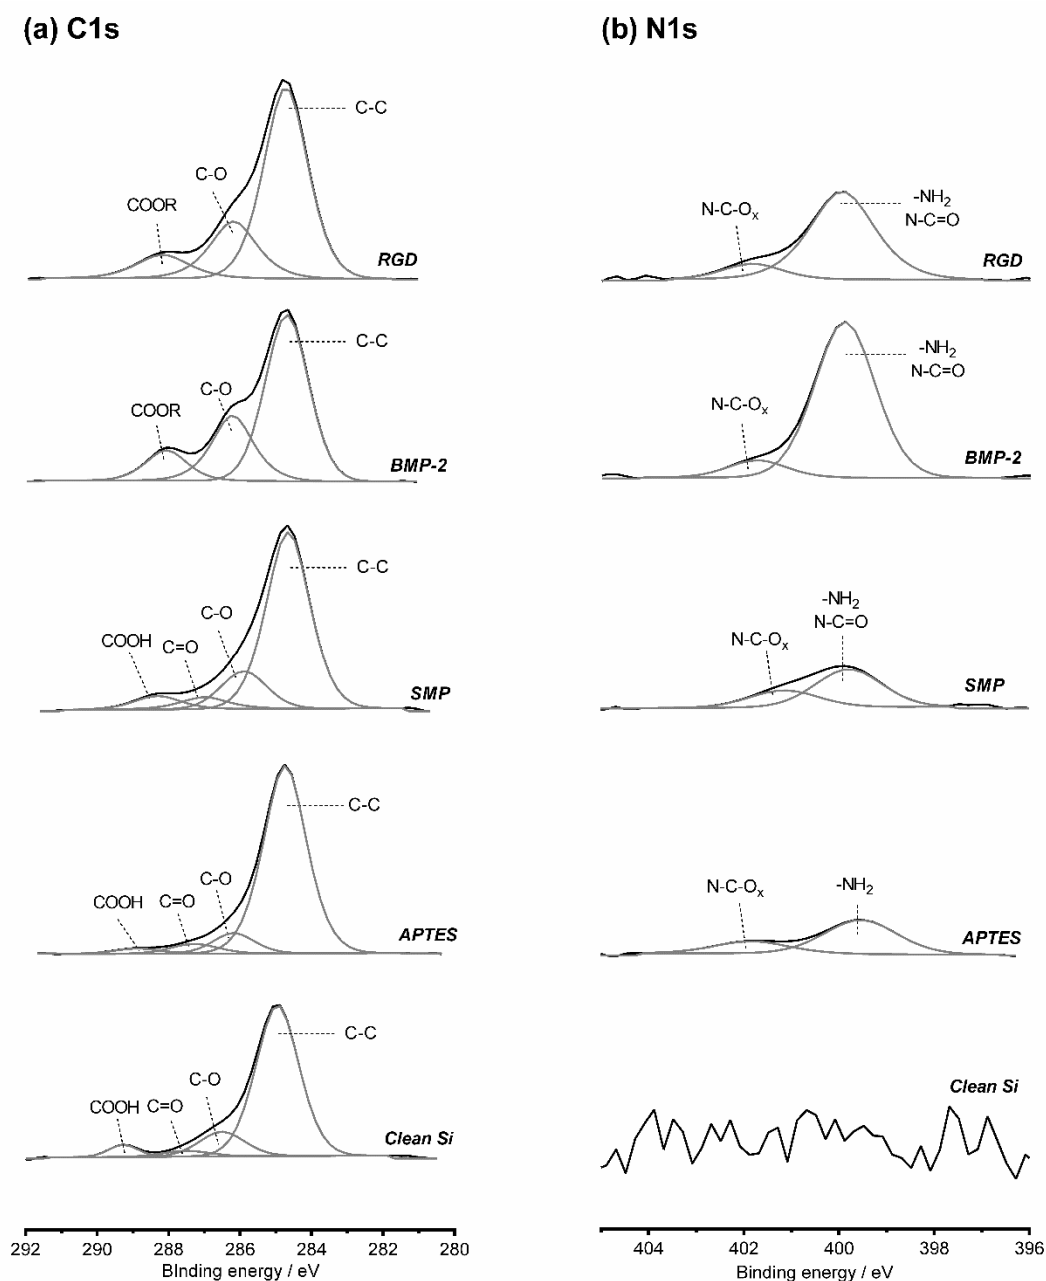 (a) C1s
C-C
C-O
COOR
RGD
C-C
C-O
COOR
BMP-2
C-C
C-O
COOH
C=O
SMP
C-C
C-O
COOH
C=O
APTES
C-C
C-O
COOH
C=O
Clean Si
292
290
288
286
284
282
280
BInding energy / eV
(b) N1s
N-C-Oₓ
-NH₂
N-C=O
RGD
-NH₂
N-C=O
N-C-Oₓ
BMP-2
-NH₂
N-C=O
N-C-Oₓ
SMP
N-C-Oₓ
-NH₂
APTES
Clean Si
404
402
400
398
396
Binding energy / eV